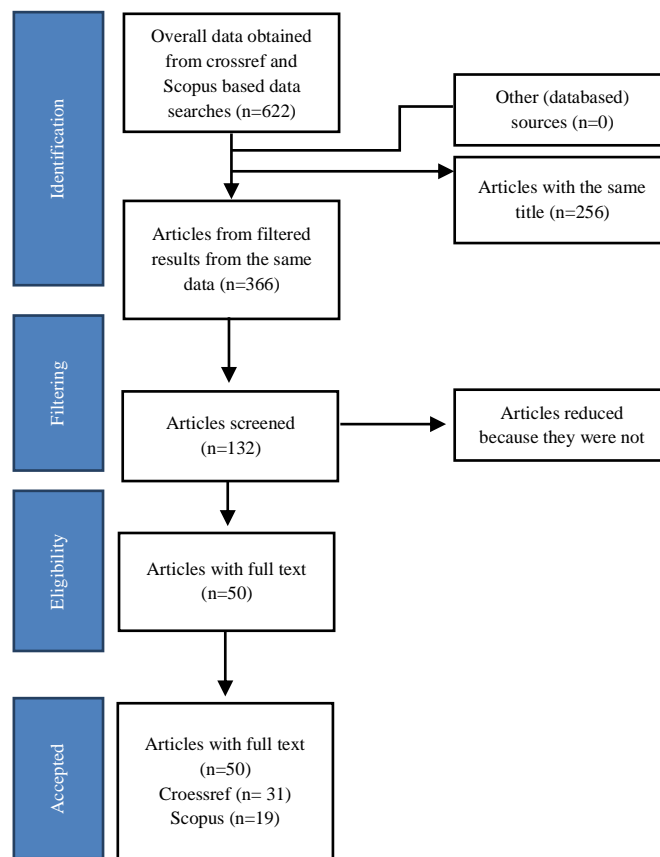 Identification
Overall data obtained
from crossref and
Scopus based data
searches (n=622)
Other (databased)
sources (n=0)
Articles with the same
title (n=256)
Articles from filtered
results from the same
data (n=366)
Filtering
Articles screened
(n=132)
Articles reduced
because they were not
Eligibility
Articles with full text
(n=50)
Accepted
Articles with full text
(n=50)
Croessref (n= 31)
Scopus (n=19)